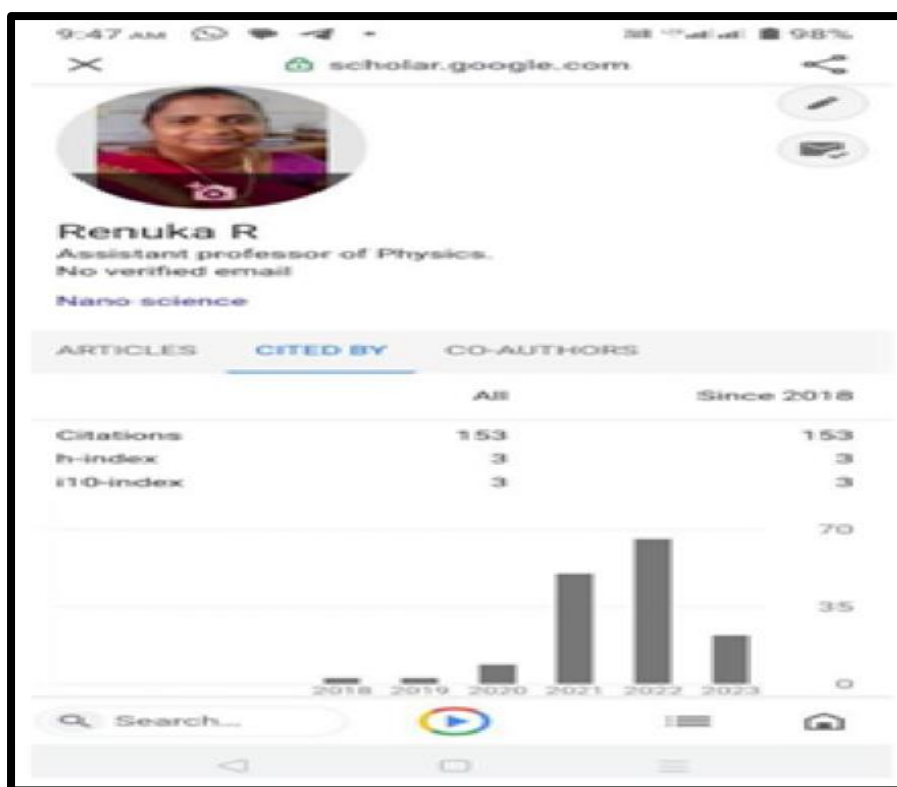 9:47 AM 98%
scholar.google.com
Renuka R
Assistant professor of Physics.
No verified email
Nano science
ARTICLES CITED BY CO-AUTHORS
All Since 2018
Citations 153 153
h-index 3 3
i10-index 3 3
70
35
2018 2019 2020 2021 2022 2023 0
Search...